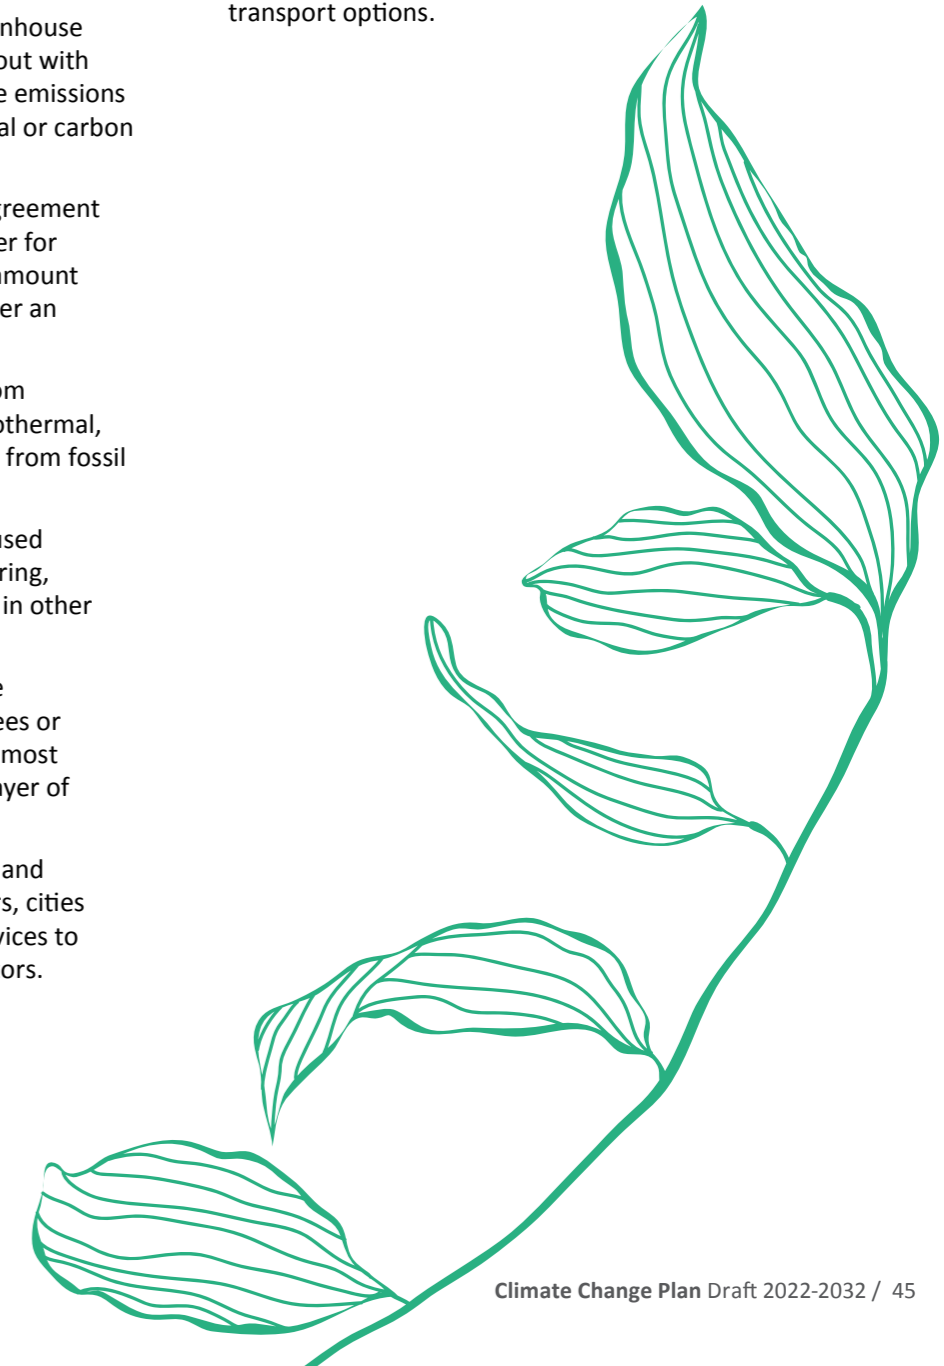 nhouse
out with
e emissions
al or carbon
greement
er for
amount
er an
om
othermal,
from fossil
used
ring,
in other
e
ees or
most
ayer of
and
s, cities
vices to
ors.
transport options.
Climate Change Plan Draft 2022-2032 / 45